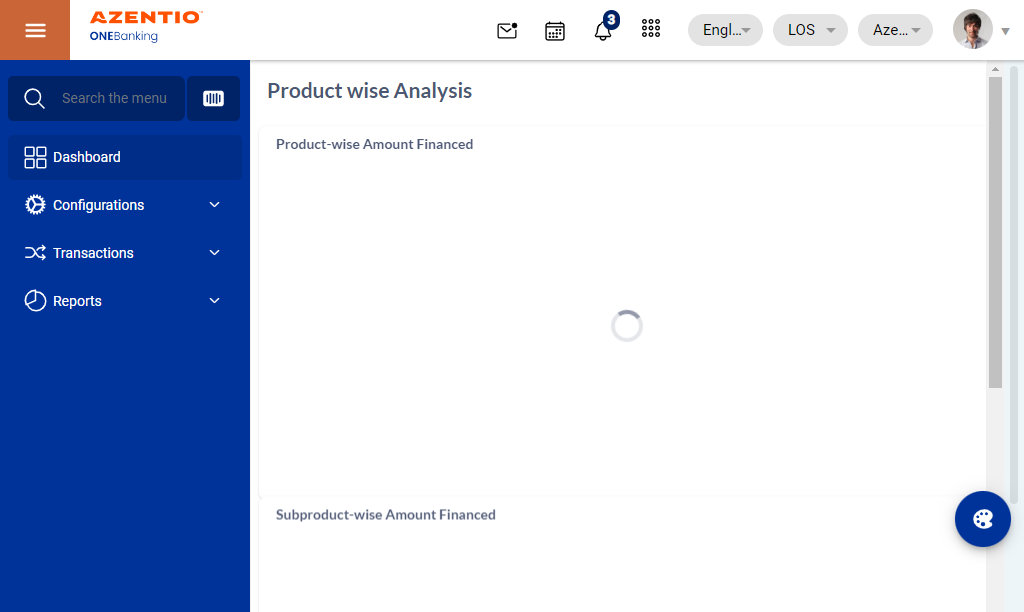 AZENTIO
ONEBanking
3
Engl...
LOS
Aze...
Search the menu
Dashboard
Configurations
Transactions
Reports
Product wise Analysis
Product-wise Amount Financed
Subproduct-wise Amount Financed